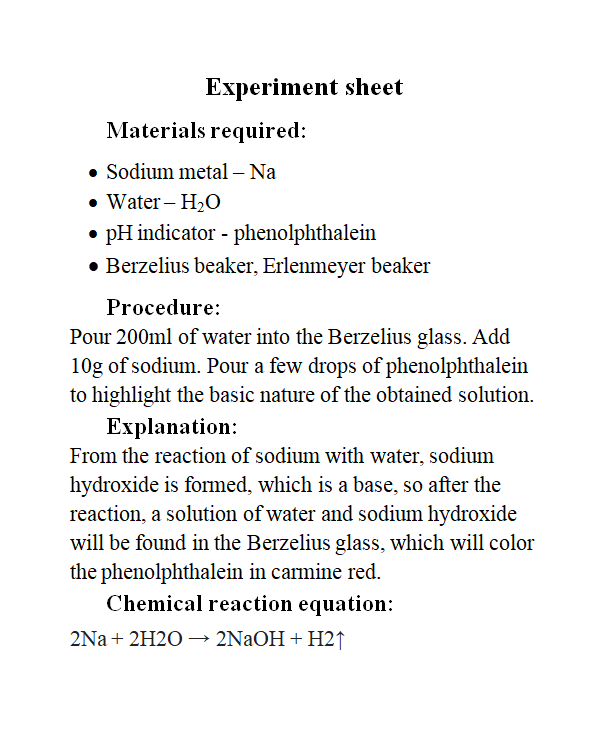 Experiment sheet
Materials required:
• Sodium metal – Na
• Water – H₂O
• pH indicator - phenolphthalein
• Berzelius beaker, Erlenmeyer beaker
Procedure:
Pour 200ml of water into the Berzelius glass. Add
10g of sodium. Pour a few drops of phenolphthalein
to highlight the basic nature of the obtained solution.
Explanation:
From the reaction of sodium with water, sodium
hydroxide is formed, which is a base, so after the
reaction, a solution of water and sodium hydroxide
will be found in the Berzelius glass, which will color
the phenolphthalein in carmine red.
Chemical reaction equation:
2Na + 2H2O → 2NaOH + H2↑